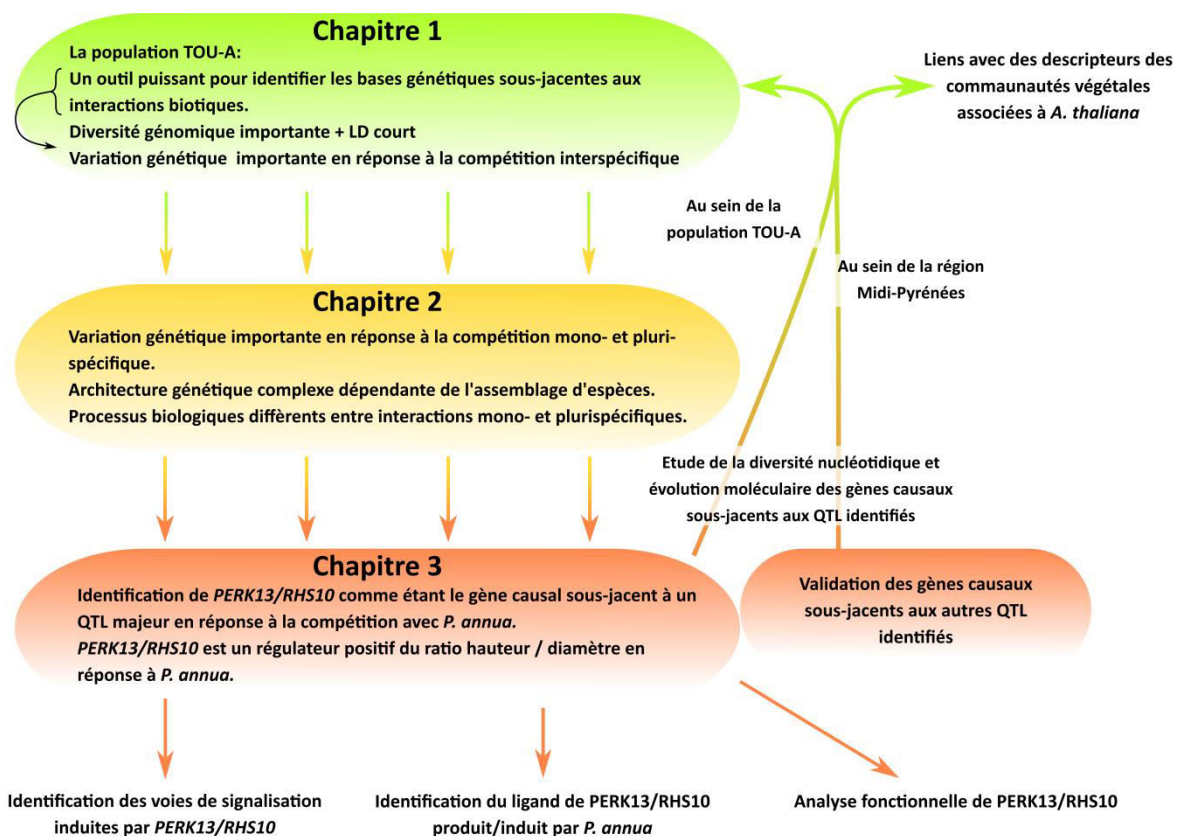 Chapitre 1
La population TOU-A:
Un outil puissant pour identifier les bases génétiques sous-jacentes aux
interactions biotiques.
Diversité génomique importante + LD court
Variation génétique importante en réponse à la compétition interspécifique
Liens avec des descripteurs des
communautés végétales
associées à A. thaliana
Au sein de la
population TOU-A
Au sein de la région
Midi-Pyrénées
Chapitre 2
Variation génétique importante en réponse à la compétition mono- et pluri-
spécifique.
Architecture génétique complexe dépendante de l'assemblage d'espèces.
Processus biologiques diffèrents entre interactions mono- et plurispécifiques.
Etude de la diversité nucléotidique et
évolution moléculaire des gènes causaux
sous-jacents aux QTL identifiés
Chapitre 3
Identification de PERK13/RHS10 comme étant le gène causal sous-jacent à un
QTL majeur en réponse à la compétition avec P. annua.
PERK13/RHS10 est un régulateur positif du ratio hauteur / diamètre en
réponse à P. annua.
Validation des gènes causaux
sous-jacents aux autres QTL
identifiés
Identification des voies de signalisation
induites par PERK13/RHS10
Identification du ligand de PERK13/RHS10
produit/induit par P. annua
Analyse fonctionnelle de PERK13/RHS10